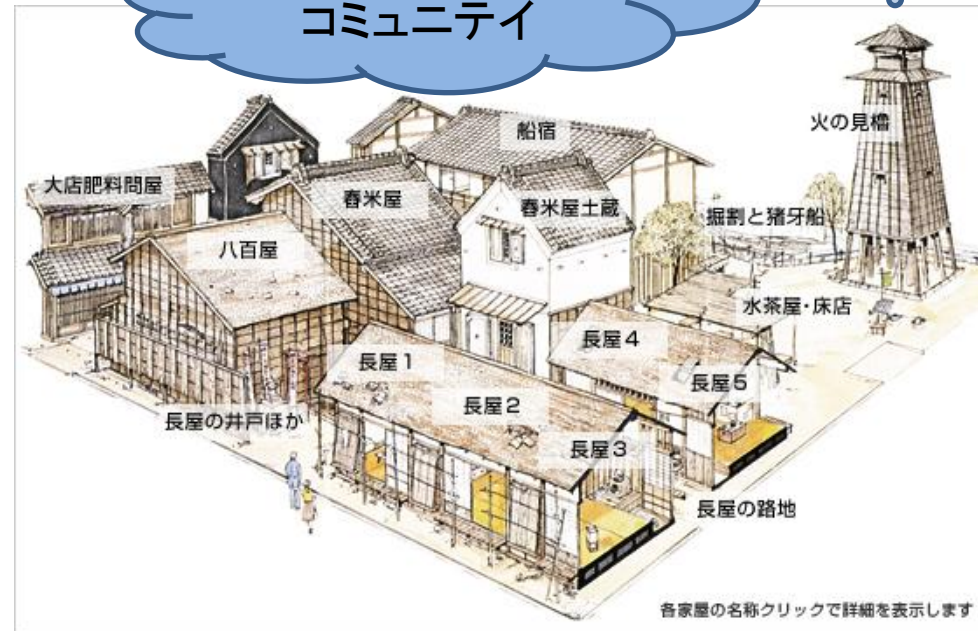 コミュニテイ
船宿
火の見櫓
大店肥料問屋
舂米屋
舂米屋土蔵
掘割と猪牙船
八百屋
水茶屋・床店
長屋1
長屋4
長屋2
長屋5
長屋の井戸ほか
長屋3
長屋の路地
各家屋の名称クリックで詳細を表示します